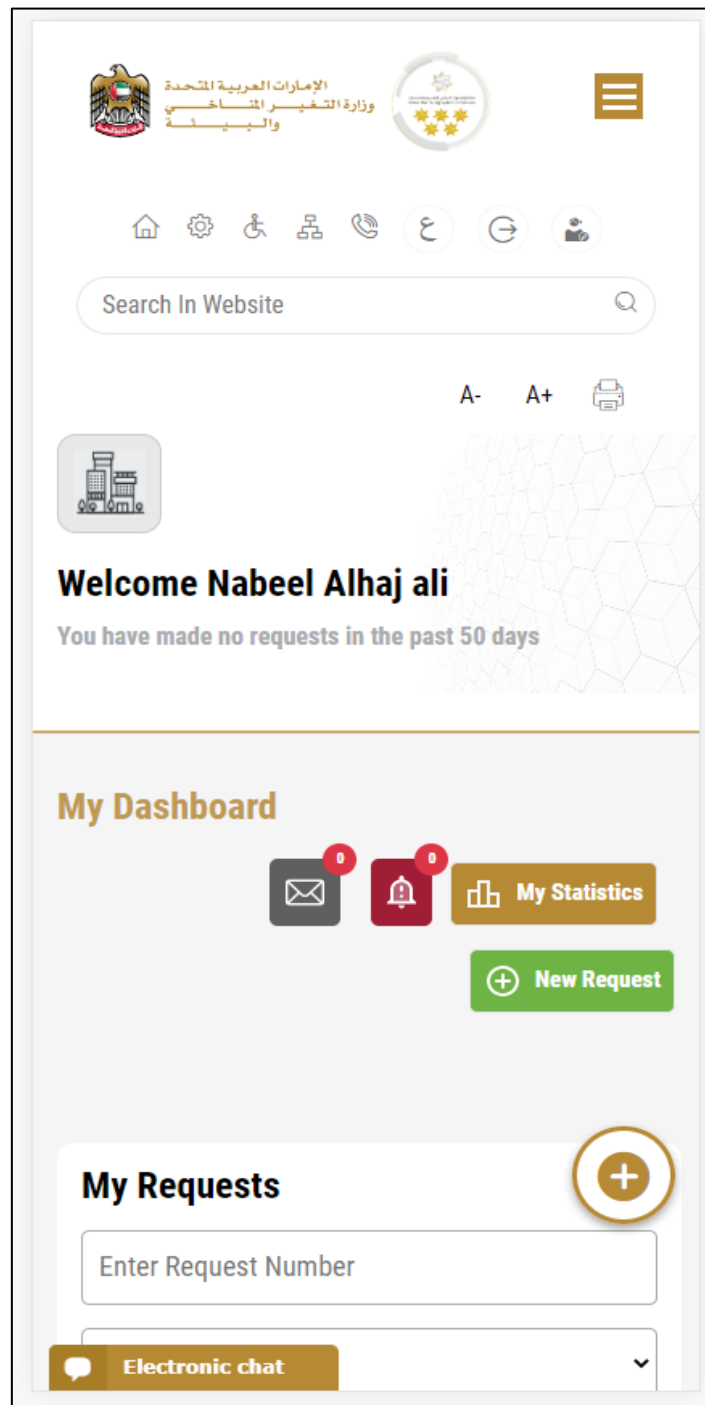 الإمارات العربية المتحدة
وزارة التغير المناخي
والبيئة
ع
Search In Website
A- A+
Welcome Nabeel Alhaj ali
You have made no requests in the past 50 days
My Dashboard
0 0
My Statistics
New Request
My Requests
Enter Request Number
Electronic chat